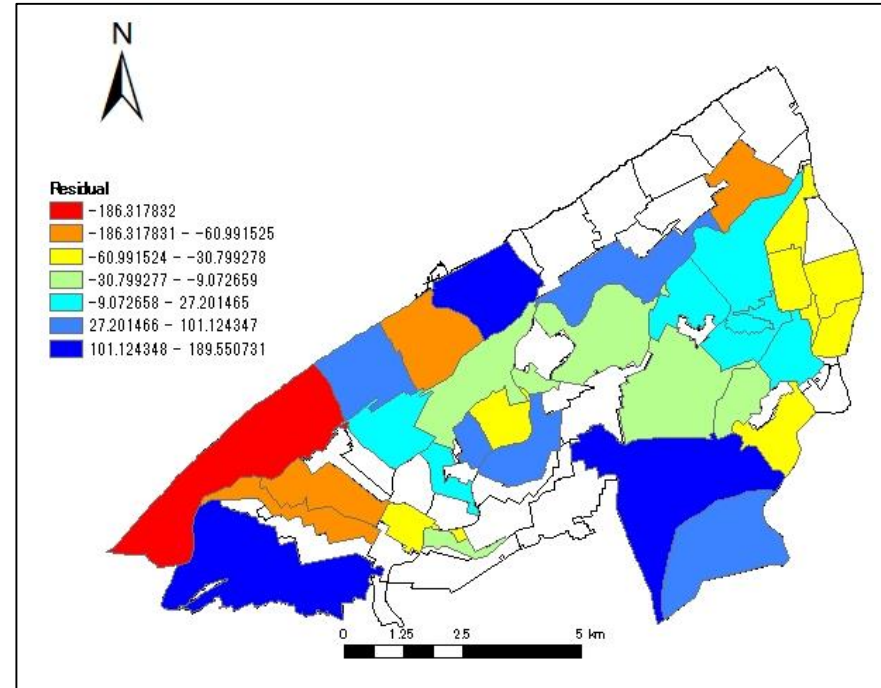 N
Residual
-186.317832
-186.317831 - -60.991525
-60.991524 - -30.799278
-30.799277 - -9.072659
-9.072658 - 27.201465
27.201466 - 101.124347
101.124348 - 189.550731
0 1.25 2.5 5 km